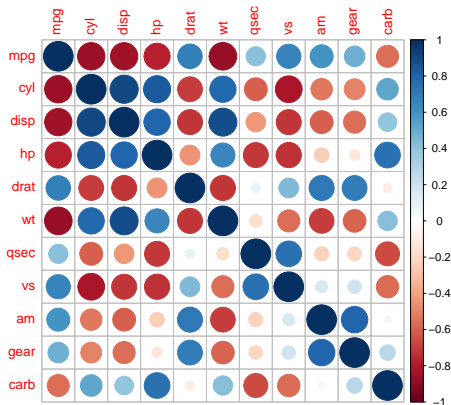 mpg cyl disp hp drat wt qsec vs am gear carb
mpg
cyl
disp
hp
drat
wt
qsec
vs
am
gear
carb
1
0.8
0.6
0.4
0.2
0
−0.2
−0.4
−0.6
−0.8
−1